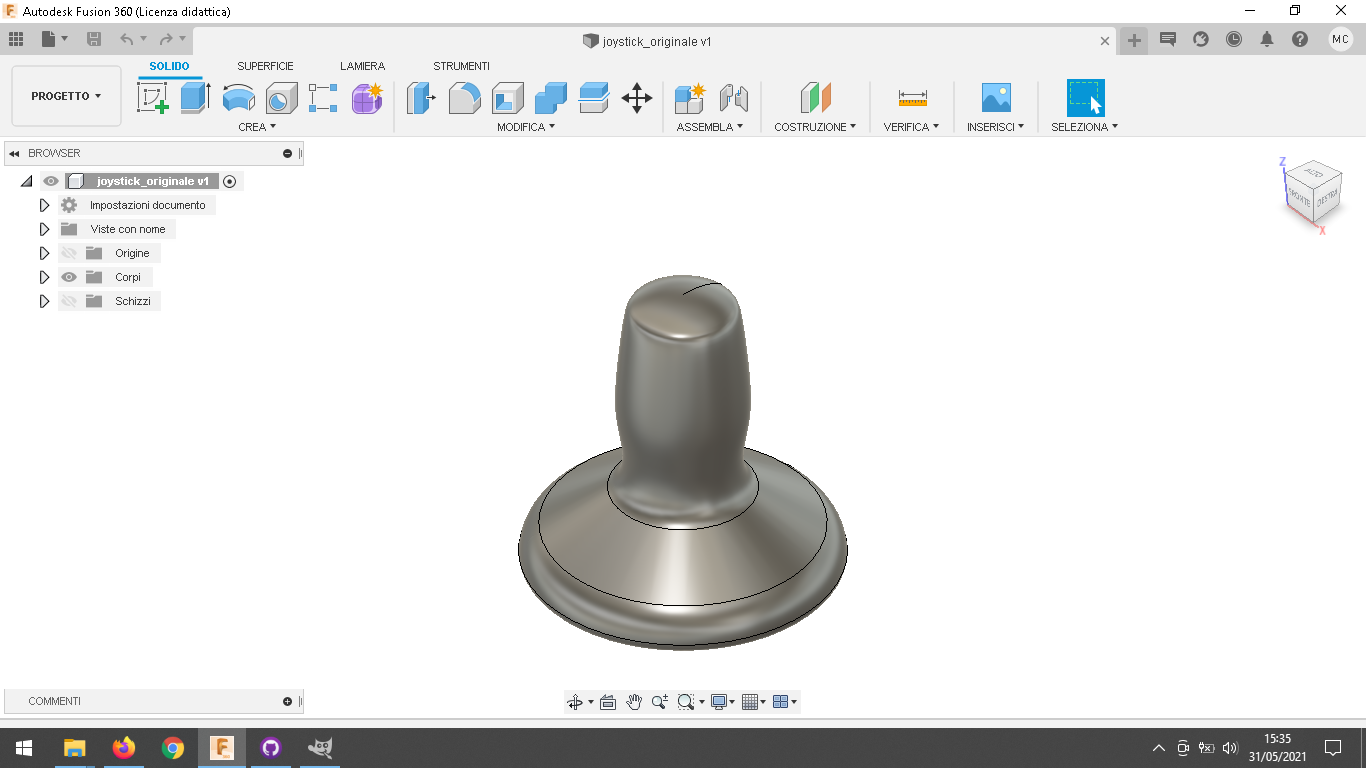 Autodesk Fusion 360 (Licenza didattica)
joystick_originale v1
MC
SOLIDO SUPERFICIE LAMIERA STRUMENTI
PROGETTO
CREA MODIFICA ASSEMBLA COSTRUZIONE VERIFICA INSERISCI SELEZIONA
BROWSER
joystick_originale v1
Impostazioni documento
Viste con nome
Origine
Corpi
Schizzi
Z
ALTO
DESTRA
X
COMMENTI
15:35
31/05/2021